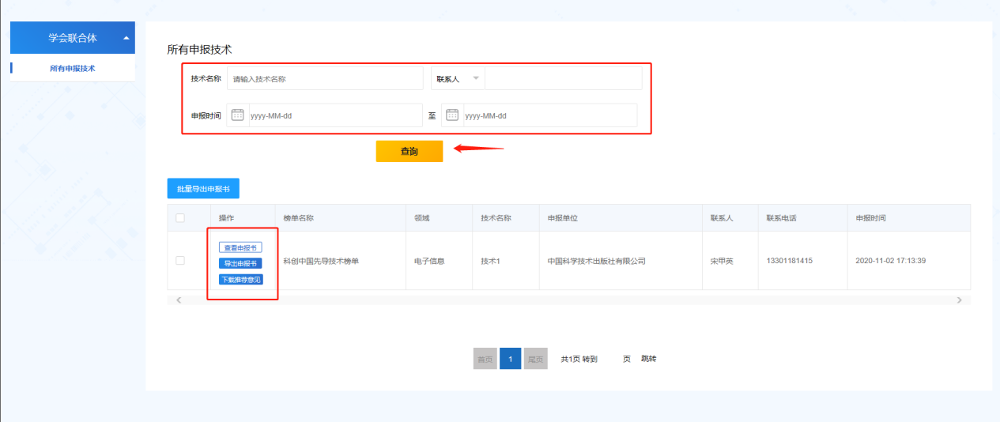 学会联合体
所有申报技术
所有申报技术
技术名称 请输入技术名称 联系人
申报时间 yyyy-MM-dd 至 yyyy-MM-dd
查询
批量导出申报书
操作 榜单名称 领域 技术名称 申报单位 联系人 联系电话 申报时间
查看申报书
导出申报书 科创中国先导技术榜单 电子信息 技术1 中国科学技术出版社有限公司 宋甲英 13301181415 2020-11-02 17:13:39
下载推荐意见
首页 1 尾页 共1页 转到 页 跳转